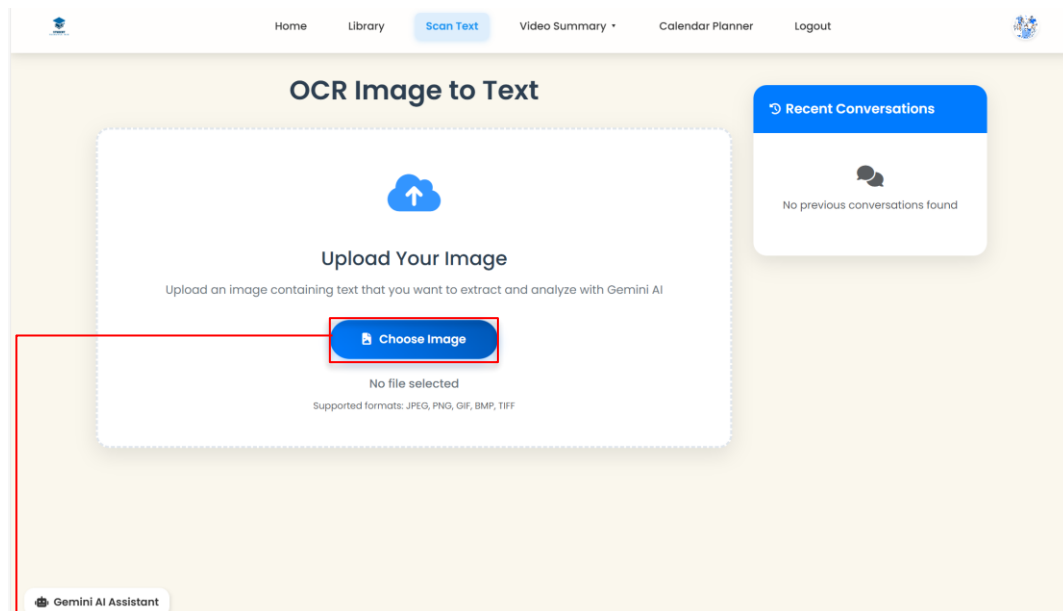 Home Library Scan Text Video Summary Calendar Planner Logout
OCR Image to Text
Recent Conversations
No previous conversations found
Upload Your Image
Upload an image containing text that you want to extract and analyze with Gemini AI
Choose Image
No file selected
Supported formats: JPEG, PNG, GIF, BMP, TIFF
Gemini AI Assistant